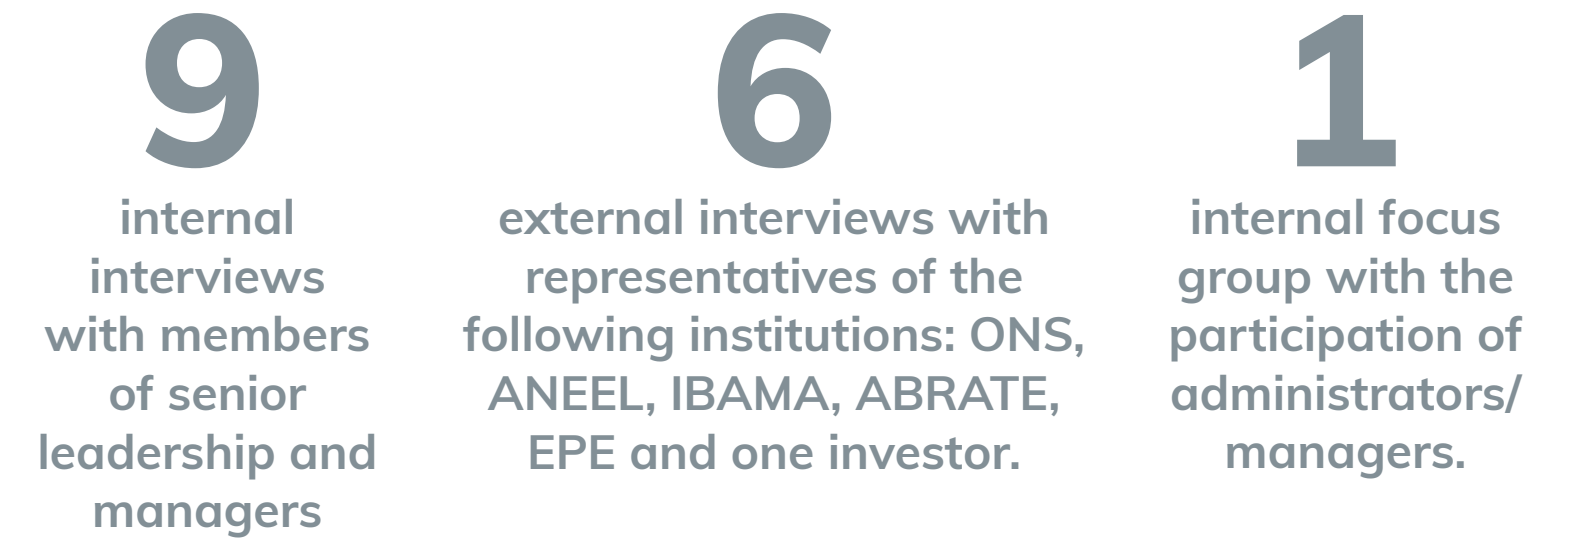 9
internal
interviews
with members
of senior
leadership and
managers
6
external interviews with
representatives of the
following institutions: ONS,
ANEEL, IBAMA, ABRATE,
EPE and one investor.
1
internal focus
group with the
participation of
administrators/
managers.